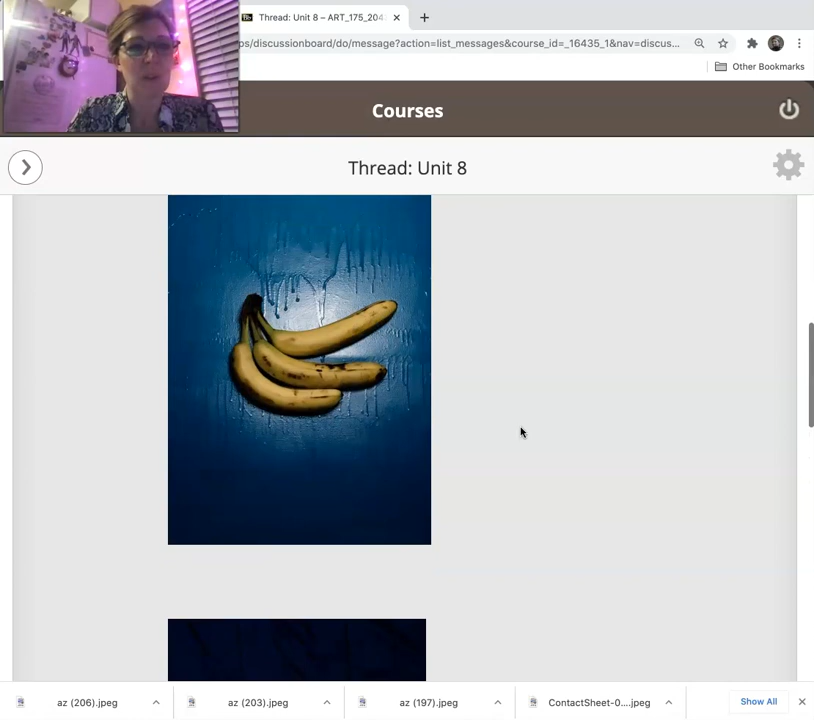 Thread: Unit 8 – ART_175_204
ps/discussionboard/do/message?action=list_messages&course_id=_16435_1&nav=discus...
Other Bookmarks
Courses
Thread: Unit 8
az (206).jpeg
az (203).jpeg
az (197).jpeg
ContactSheet-0....jpeg
Show All